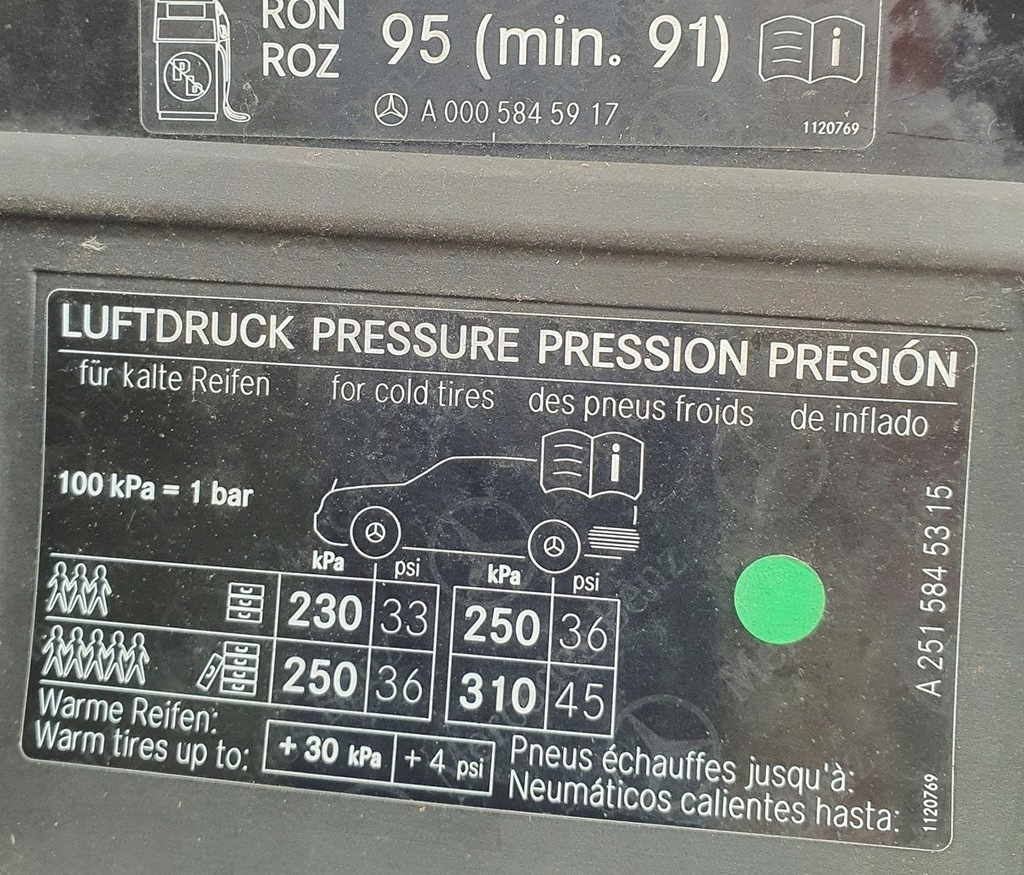 RON
ROZ
95 (min. 91)
i
A 000 584 59 17
1120769
LUFTDRUCK PRESSURE PRESSION PRESIÓN
für kalte Reifen for cold tires des pneus froids de inflado
i
100 kPa = 1 bar
kPa psi kPa psi
230 33 250 36
250 36 310 45
Warme Reifen:
Warm tires up to:
+ 30 kPa + 4 psi
Pneus échauffes jusqu'à:
Neumáticos calientes hasta:
A 251 584 53 15
1120769